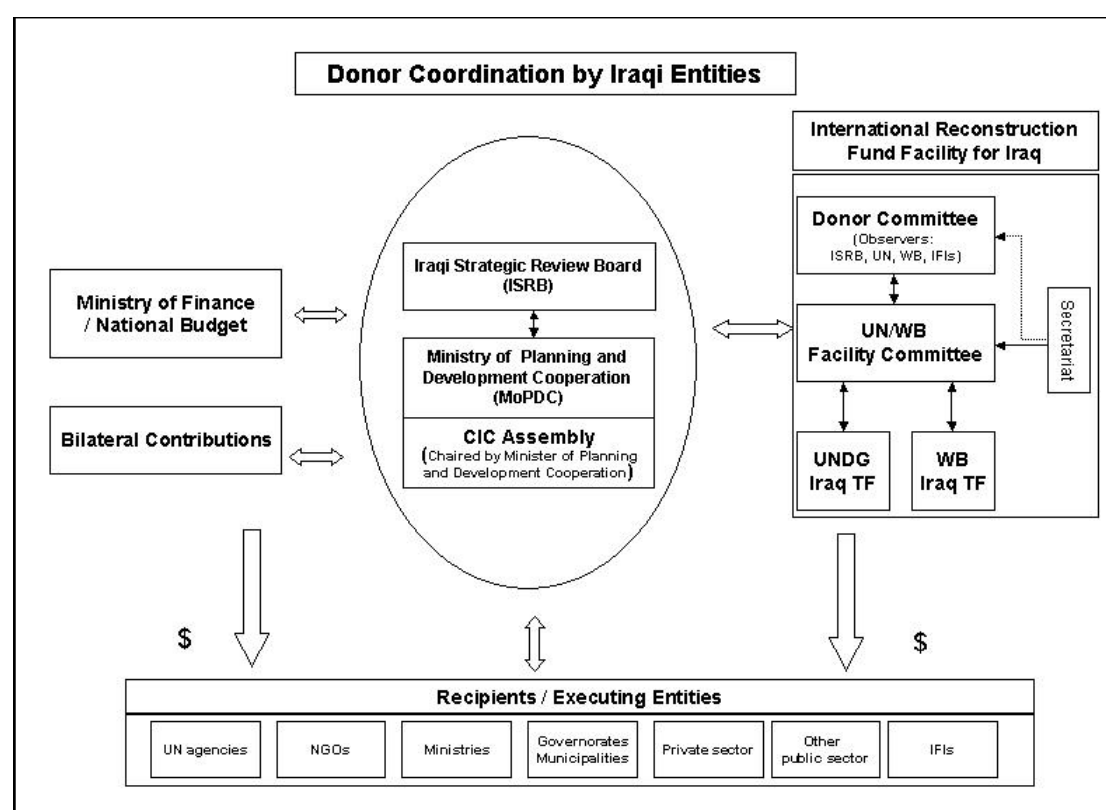 Donor Coordination by Iraqi Entities
International Reconstruction
Fund Facility for Iraq
Donor Committee
(Observers:
ISRB, UN, WB, IFIs)
Secretariat
UN/WB
Facility Committee
UNDG
Iraq TF
WB
Iraq TF
Iraqi Strategic Review Board
(ISRB)
Ministry of Planning and
Development Cooperation
(MoPDC)
CIC Assembly
(Chaired by Minister of Planning
and Development Cooperation)
Ministry of Finance
/ National Budget
Bilateral Contributions
$
$
Recipients / Executing Entities
UN agencies
NGOs
Ministries
Governorates
Municipalities
Private sector
Other
public sector
IFIs